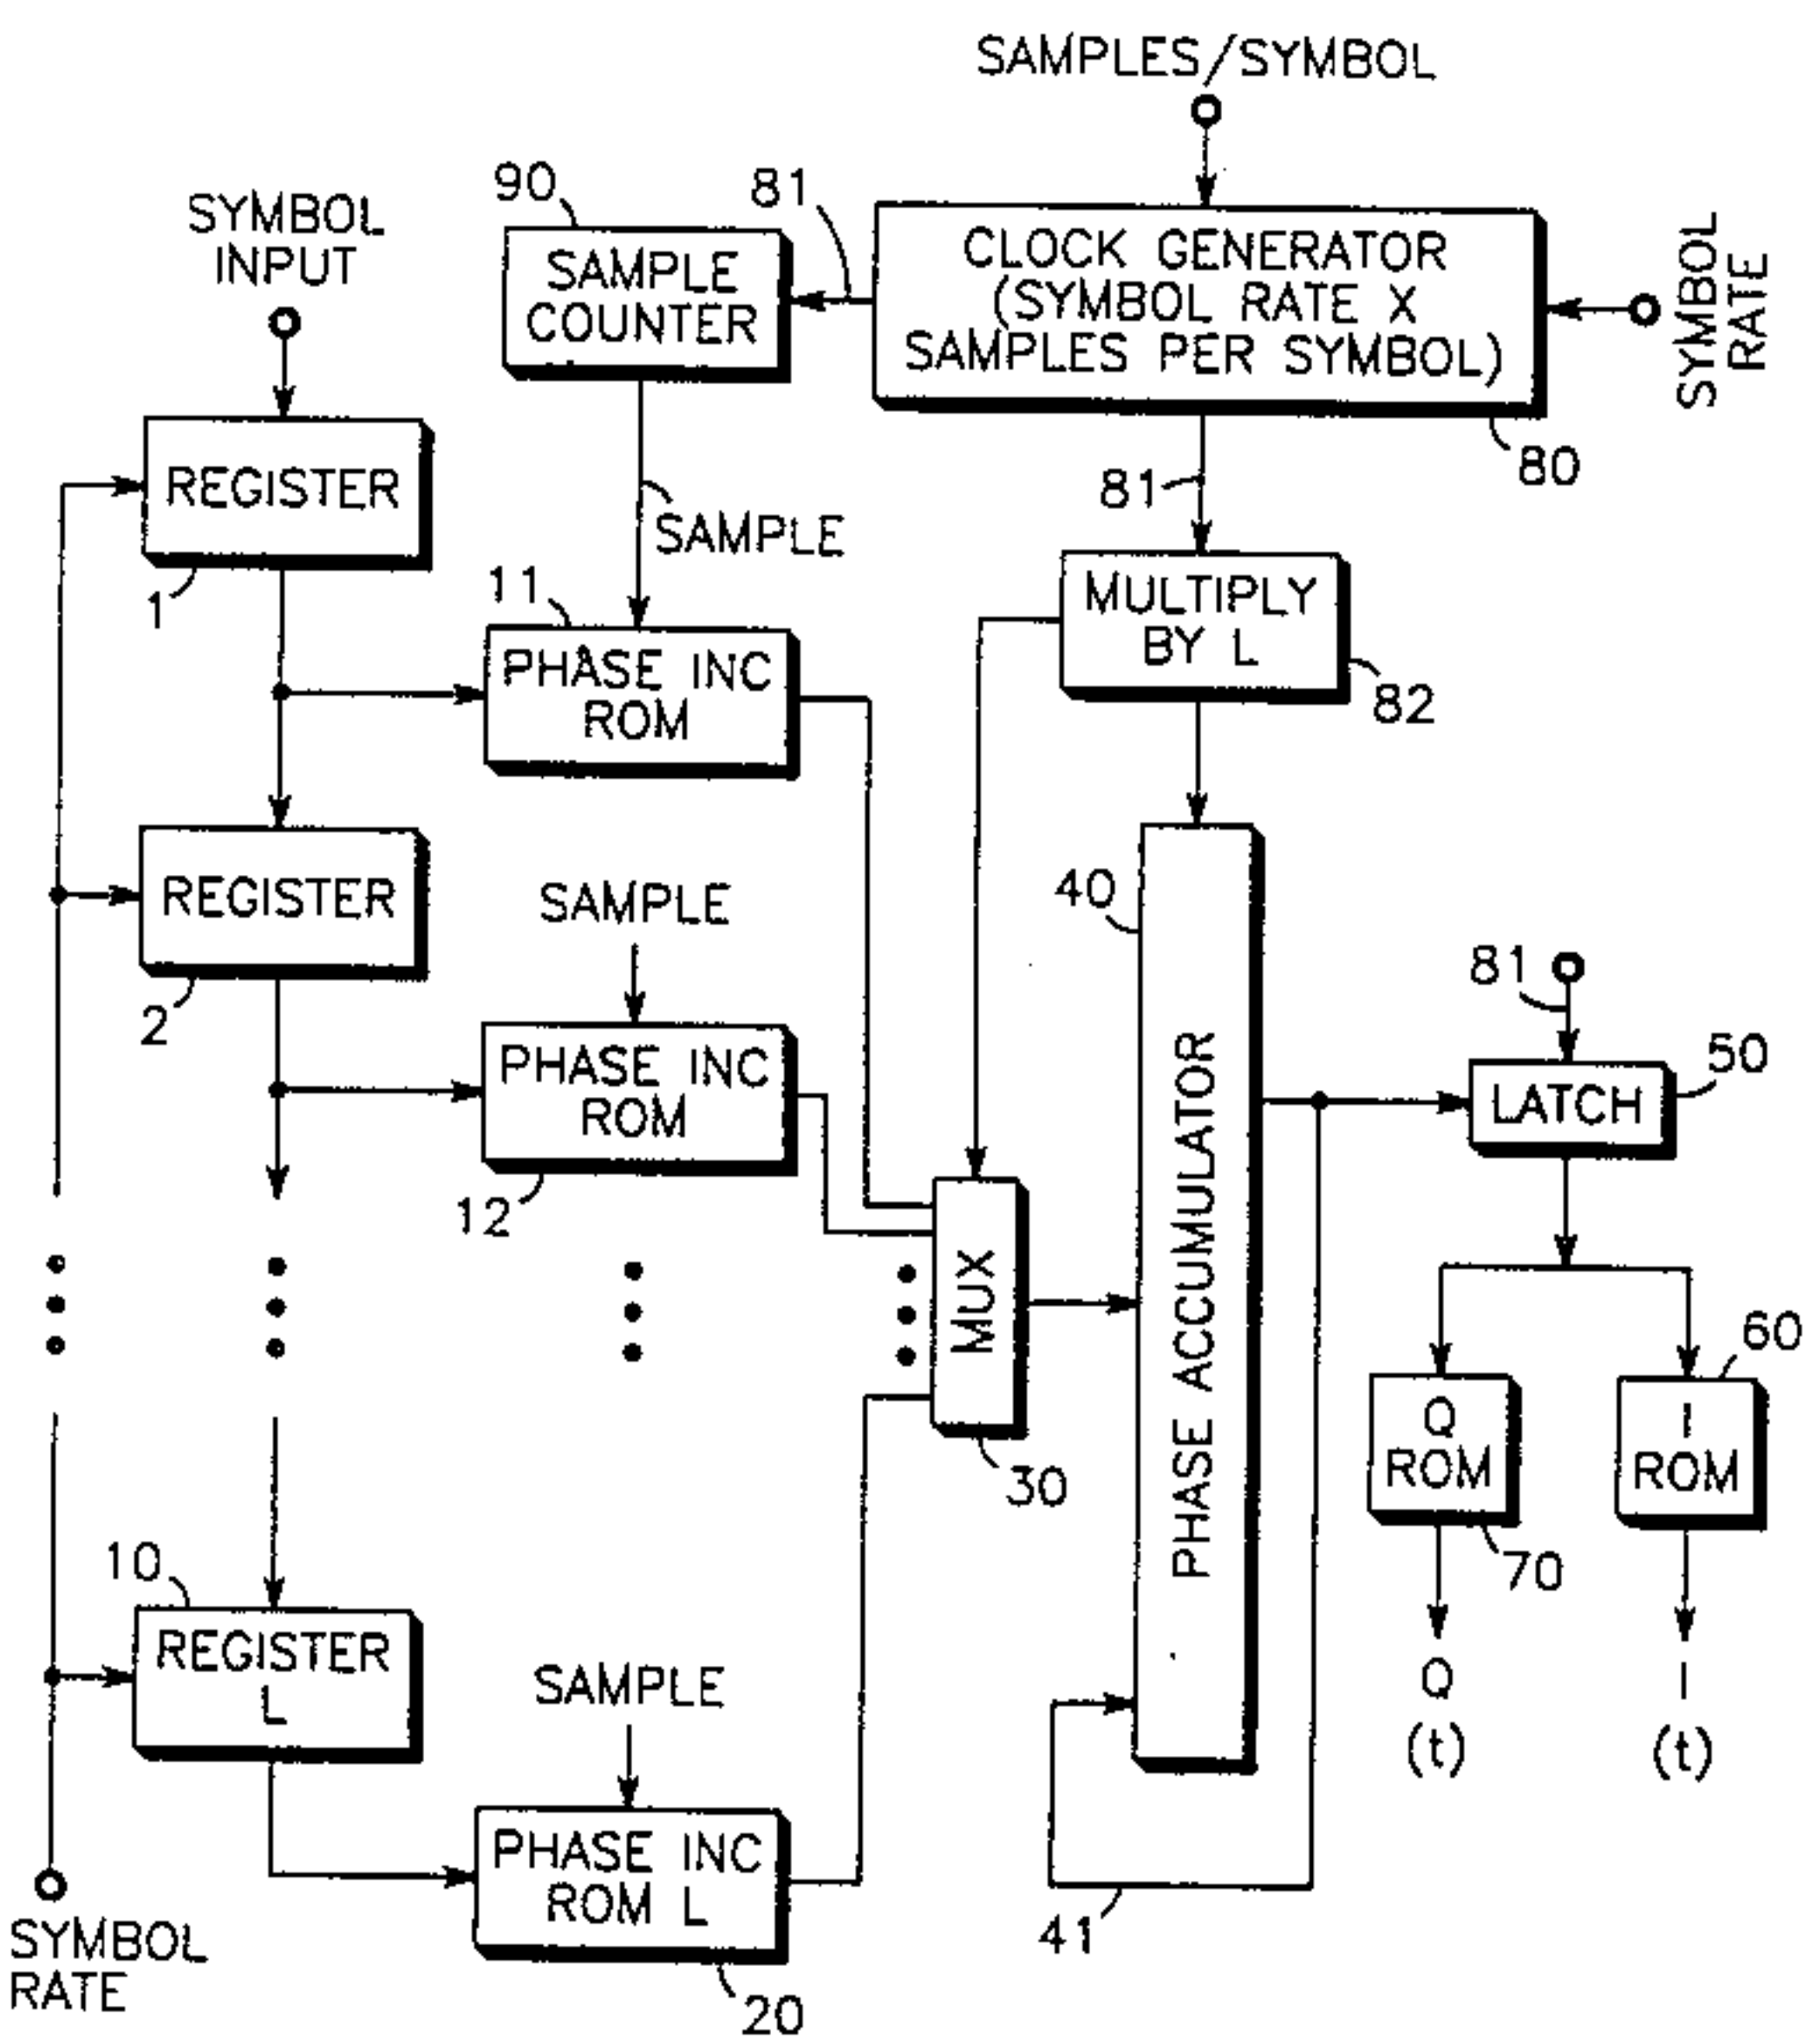 SAMPLES/SYMBOL
90
81
SYMBOL
INPUT
SAMPLE
COUNTER
CLOCK GENERATOR
(SYMBOL RATE X
SAMPLES PER SYMBOL)
SYMBOL
RATE
80
REGISTER
1
81
SAMPLE
11
PHASE INC
ROM
MULTIPLY
BY L
82
REGISTER
2
SAMPLE
40
81
PHASE INC
ROM
12
50
LATCH
PHASE ACCUMULATOR
MUX
30
60
Q
ROM
70
I
ROM
10
REGISTER
L
SAMPLE
Q
(t)
I
(t)
PHASE INC
ROM L
20
41
SYMBOL
RATE